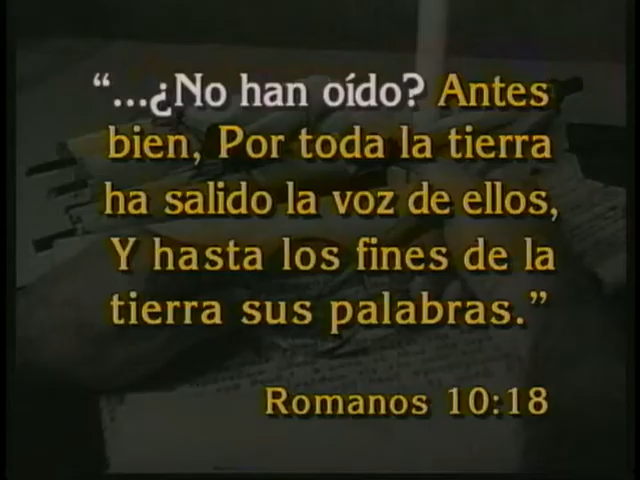 “...¿No han oído? Antes
bien, Por toda la tierra
ha salido la voz de ellos,
Y hasta los fines de la
tierra sus palabras.”
Romanos 10:18